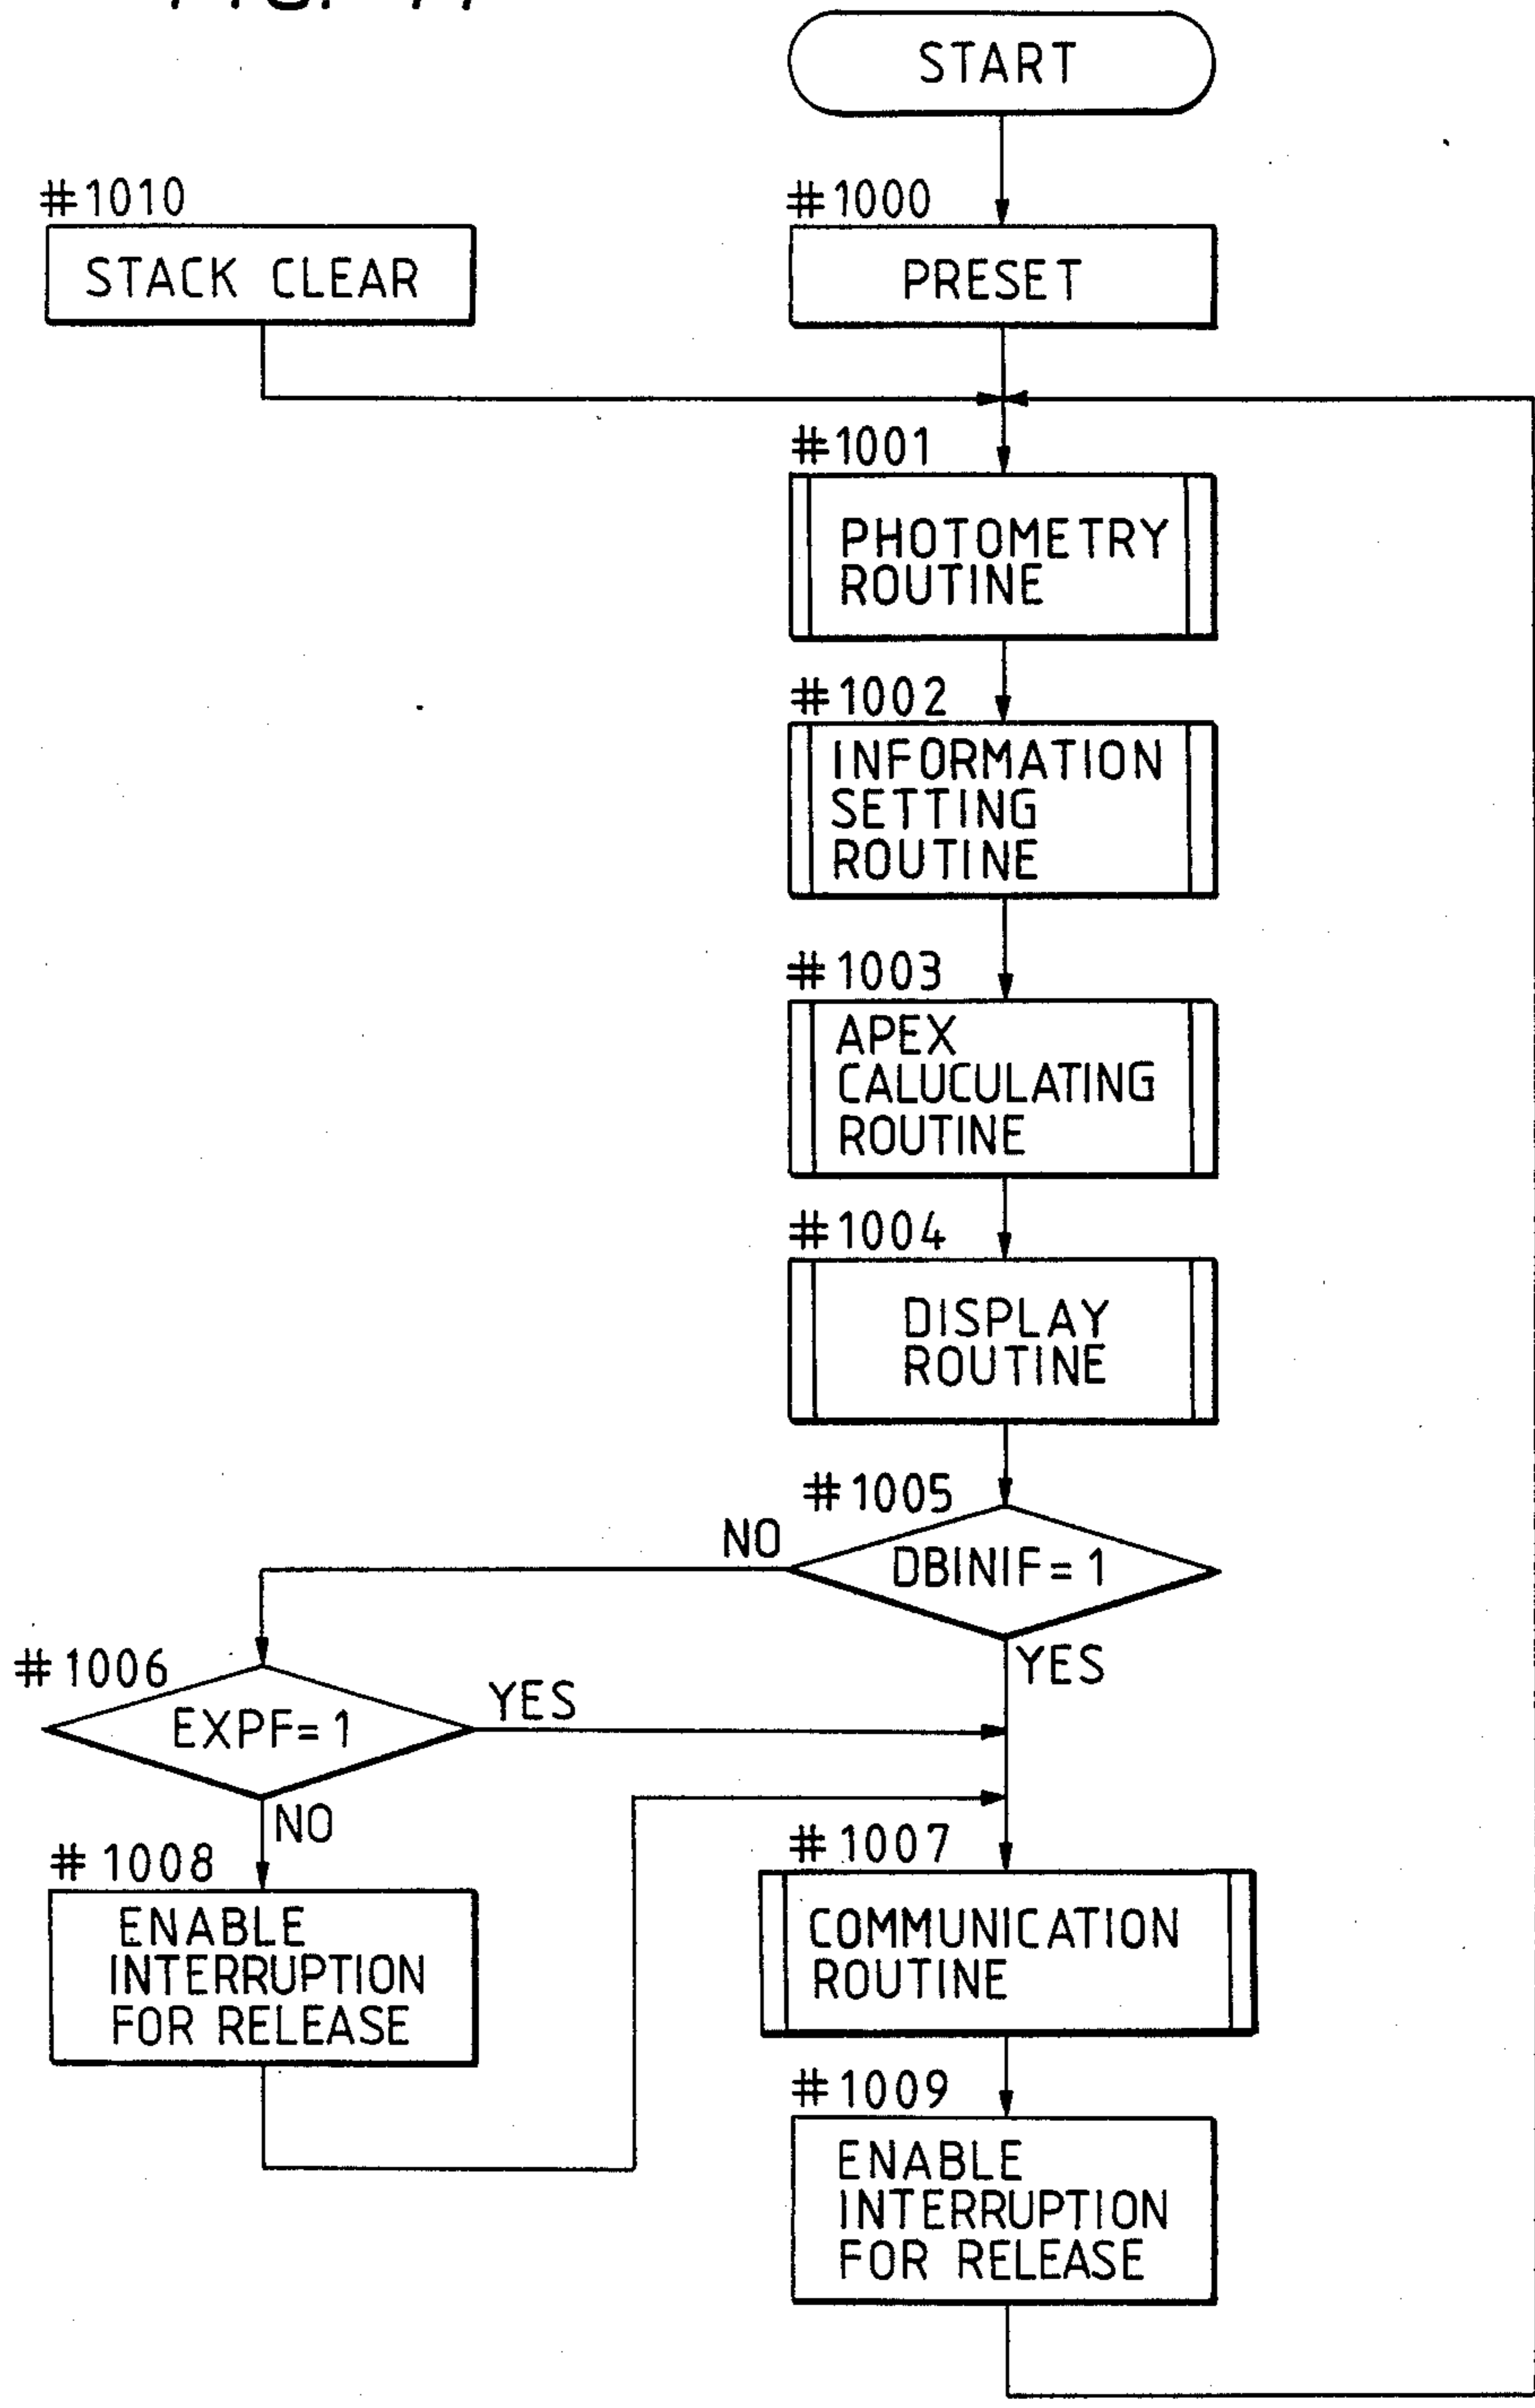 START
#1010
STACK CLEAR
#1000
PRESET
#1001
PHOTOMETRY
ROUTINE
#1002
INFORMATION
SETTING
ROUTINE
#1003
APEX
CALUCULATING
ROUTINE
#1004
DISPLAY
ROUTINE
#1005
DBINIF=1
NO
YES
#1006
EXPF=1
YES
NO
#1008
ENABLE
INTERRUPTION
FOR RELEASE
#1007
COMMUNICATION
ROUTINE
#1009
ENABLE
INTERRUPTION
FOR RELEASE